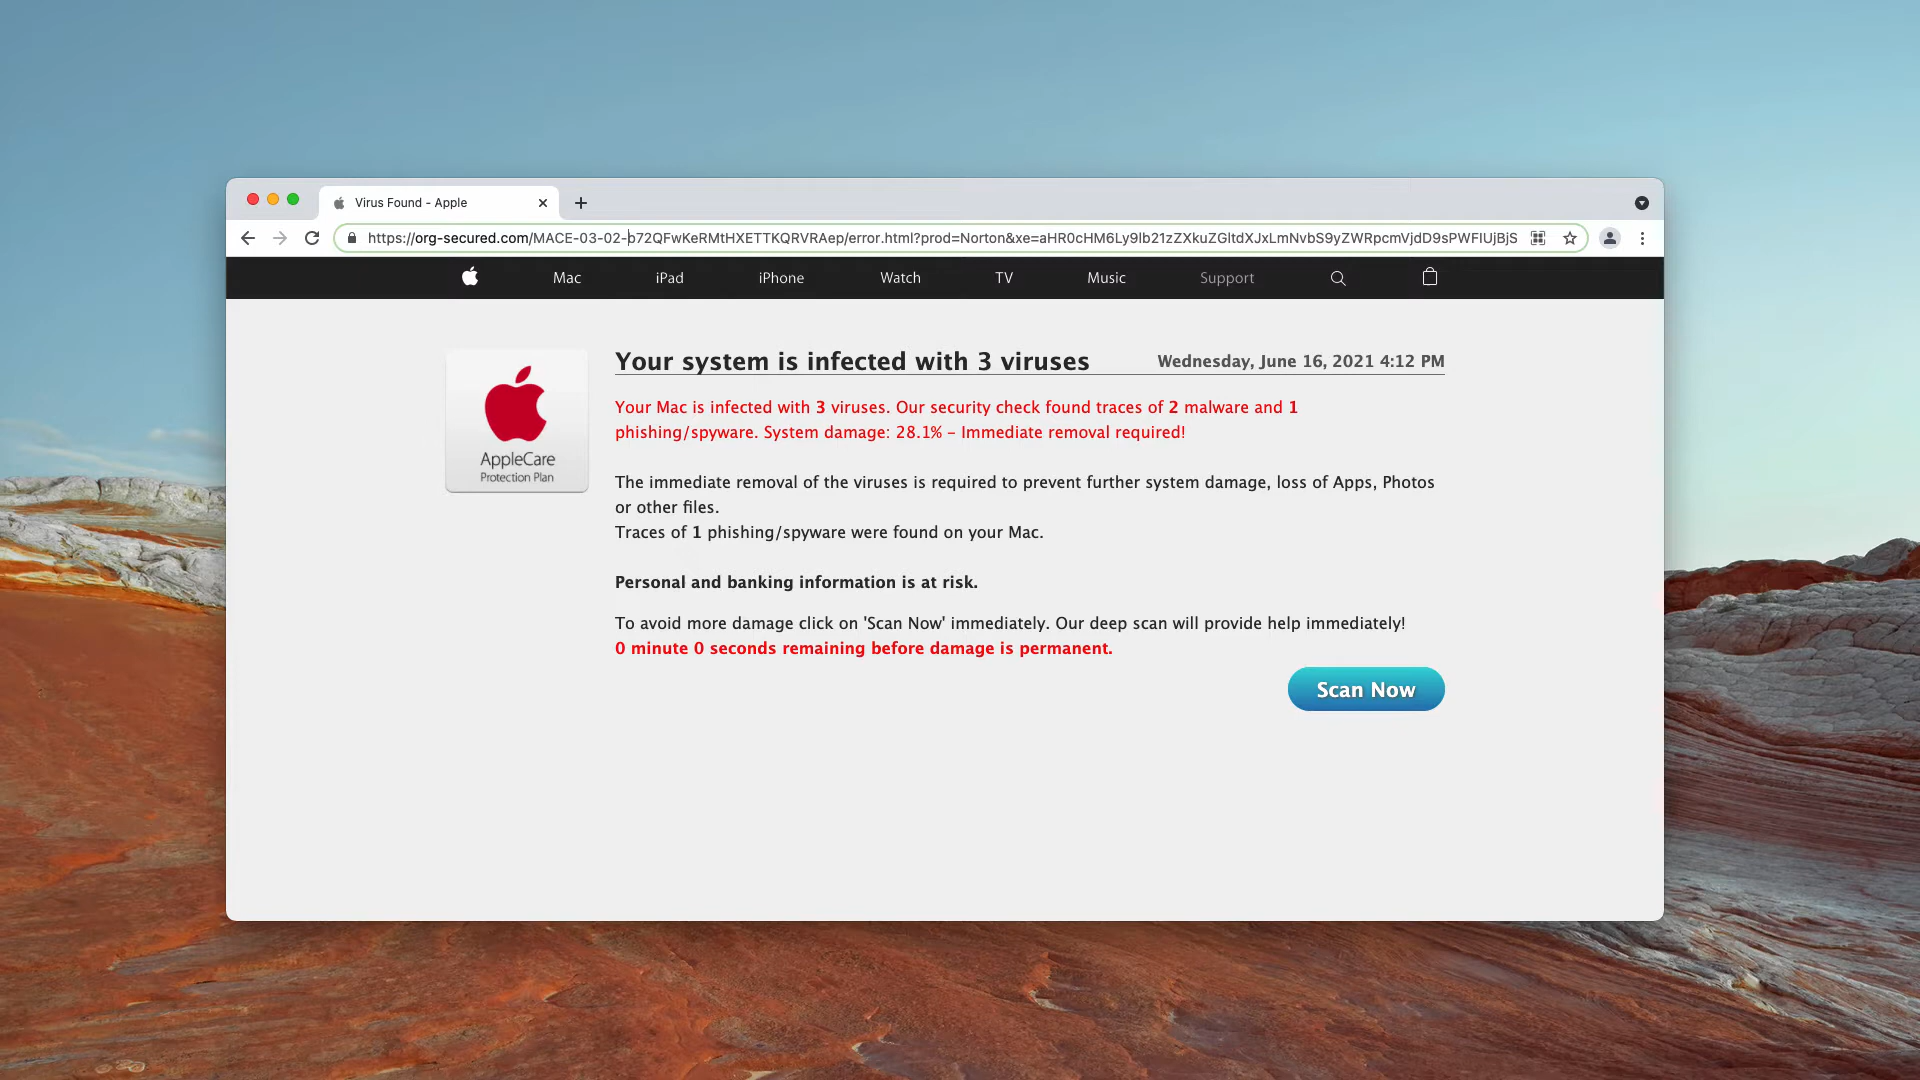 Virus Found - Apple
https://org-secured.com/MACE-03-02-b72QFwKeRMtHXETTKQRVRAep/error.html?prod=Norton&xe=aHR0cHM6Ly9lb21zZXkuZGltdXJxLmNvbS9yZWRpcmVjdD9sPWFIUjBjS
Mac iPad iPhone Watch TV Music Support
AppleCare
Protection Plan
Your system is infected with 3 viruses Wednesday, June 16, 2021 4:12 PM
Your Mac is infected with 3 viruses. Our security check found traces of 2 malware and 1
phishing/spyware. System damage: 28.1% – Immediate removal required!
The immediate removal of the viruses is required to prevent further system damage, loss of Apps, Photos
or other files.
Traces of 1 phishing/spyware were found on your Mac.
Personal and banking information is at risk.
To avoid more damage click on 'Scan Now' immediately. Our deep scan will provide help immediately!
0 minute 0 seconds remaining before damage is permanent.
Scan Now